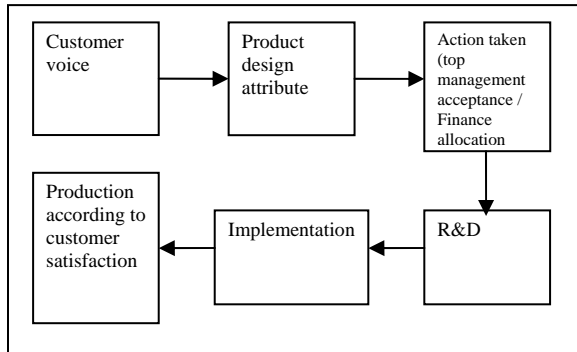 Customer
voice
Product
design
attribute
Action taken
(top
management
acceptance /
Finance
allocation
R&D
Implementation
Production
according to
customer
satisfaction